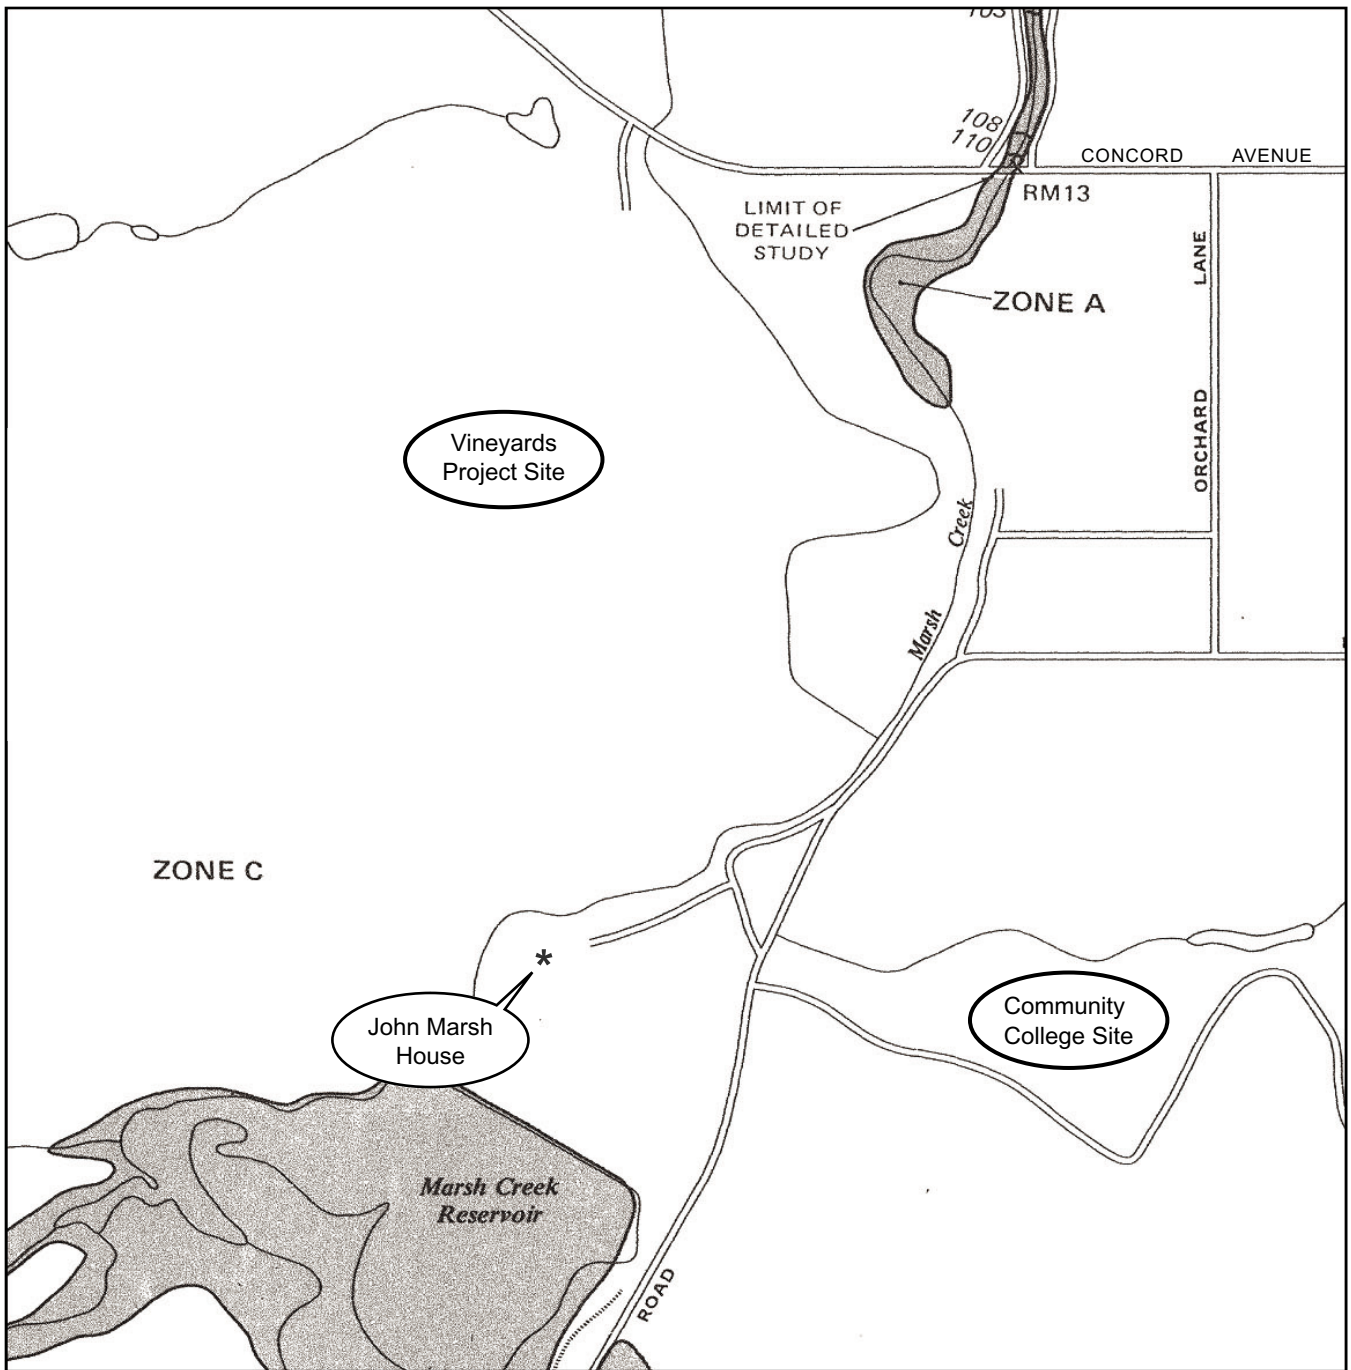 103
108
110
CONCORD AVENUE
RM13
LIMIT OF
DETAILED
STUDY
LANE
ZONE A
ORCHARD
Vineyards
Project Site
Creek
Marsh
ZONE C
*
John Marsh
House
Community
College Site
Marsh Creek
Reservoir
ROAD